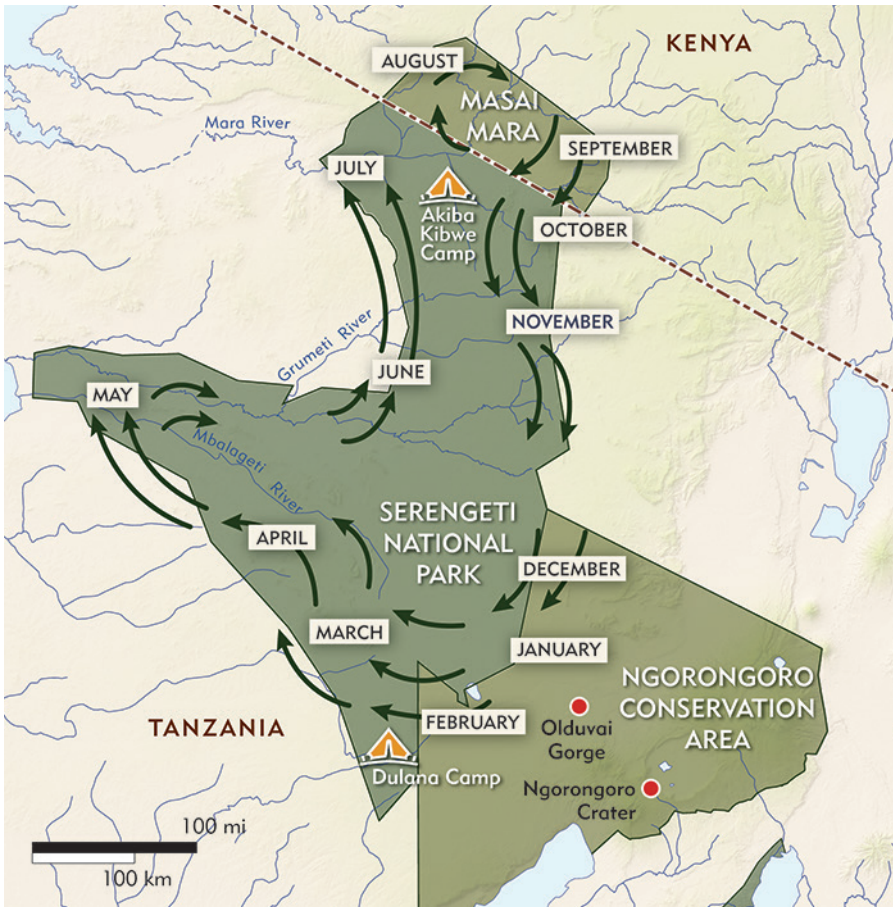 KENYA
AUGUST
MASAI
MARA
Mara River
SEPTEMBER
JULY
Akiba
Kibwe
Camp
OCTOBER
NOVEMBER
Grumeti River
JUNE
MAY
Mbalageti
River
SERENGETI
NATIONAL
PARK
APRIL
DECEMBER
MARCH
JANUARY
NGORONGORO
CONSERVATION
AREA
FEBRUARY
TANZANIA
Olduvai
Gorge
Dulana Camp
Ngorongoro
Crater
100 mi
100 km